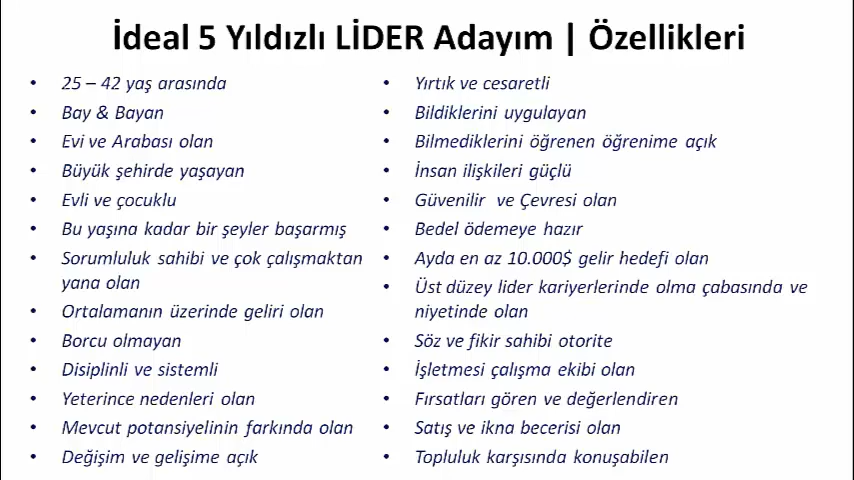 İdeal 5 Yıldızlı LİDER Adayım | Özellikleri
• 25 – 42 yaş arasında
• Bay & Bayan
• Evi ve Arabası olan
• Büyük şehirde yaşayan
• Evli ve çocuklu
• Bu yaşına kadar bir şeyler başarmış
• Sorumluluk sahibi ve çok çalışmaktan
yana olan
• Ortalamanın üzerinde geliri olan
• Borcu olmayan
• Disiplinli ve sistemli
• Yeterince nedenleri olan
• Mevcut potansiyelinin farkında olan
• Değişim ve gelişime açık
• Yırtık ve cesaretli
• Bildiklerini uygulayan
• Bilmediklerini öğrenen öğrenime açık
• İnsan ilişkileri güçlü
• Güvenilir ve Çevresi olan
• Bedel ödemeye hazır
• Ayda en az 10.000$ gelir hedefi olan
• Üst düzey lider kariyerlerinde olma çabasında ve
niyetinde olan
• Söz ve fikir sahibi otorite
• İşletmesi çalışma ekibi olan
• Fırsatları gören ve değerlendiren
• Satış ve ikna becerisi olan
• Topluluk karşısında konuşabilen